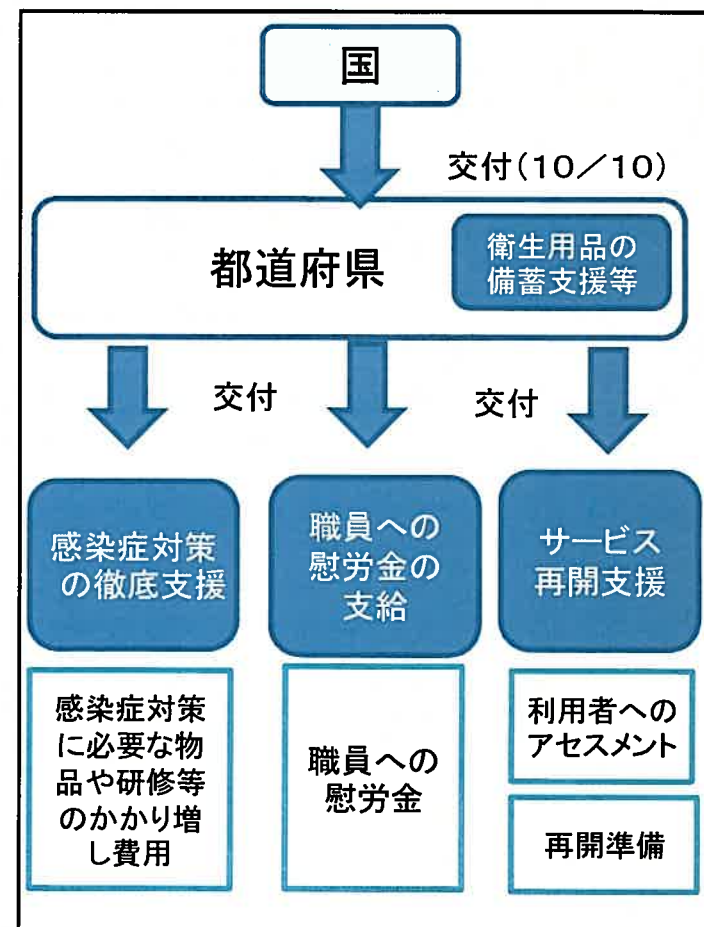 国
交付(10／10)
都道府県
衛生用品の
備蓄支援等
交付
交付
感染症対策
の徹底支援
職員への
慰労金の
支給
サービス
再開支援
感染症対策
に必要な物
品や研修等
のかかり増
し費用
職員への
慰労金
利用者への
アセスメント
再開準備